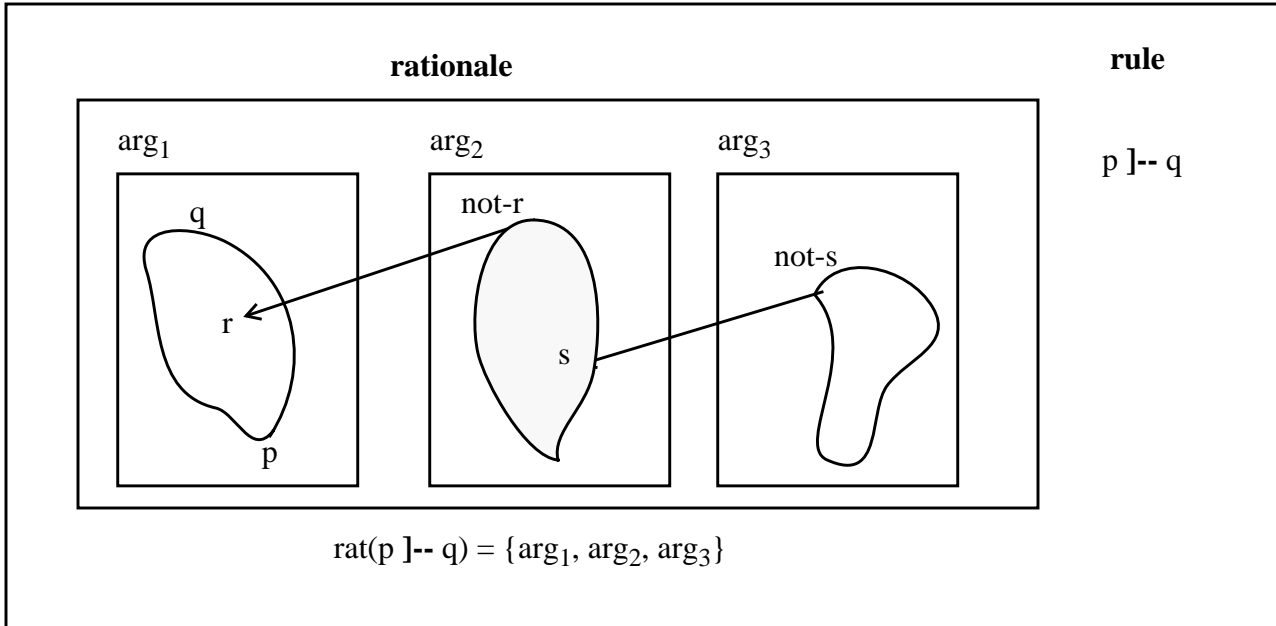 rationale
rule
arg1
arg2
arg3
p ]-- q
not-r
q
not-s
r
s
p
rat(p ]-- q) = {arg1, arg2, arg3}